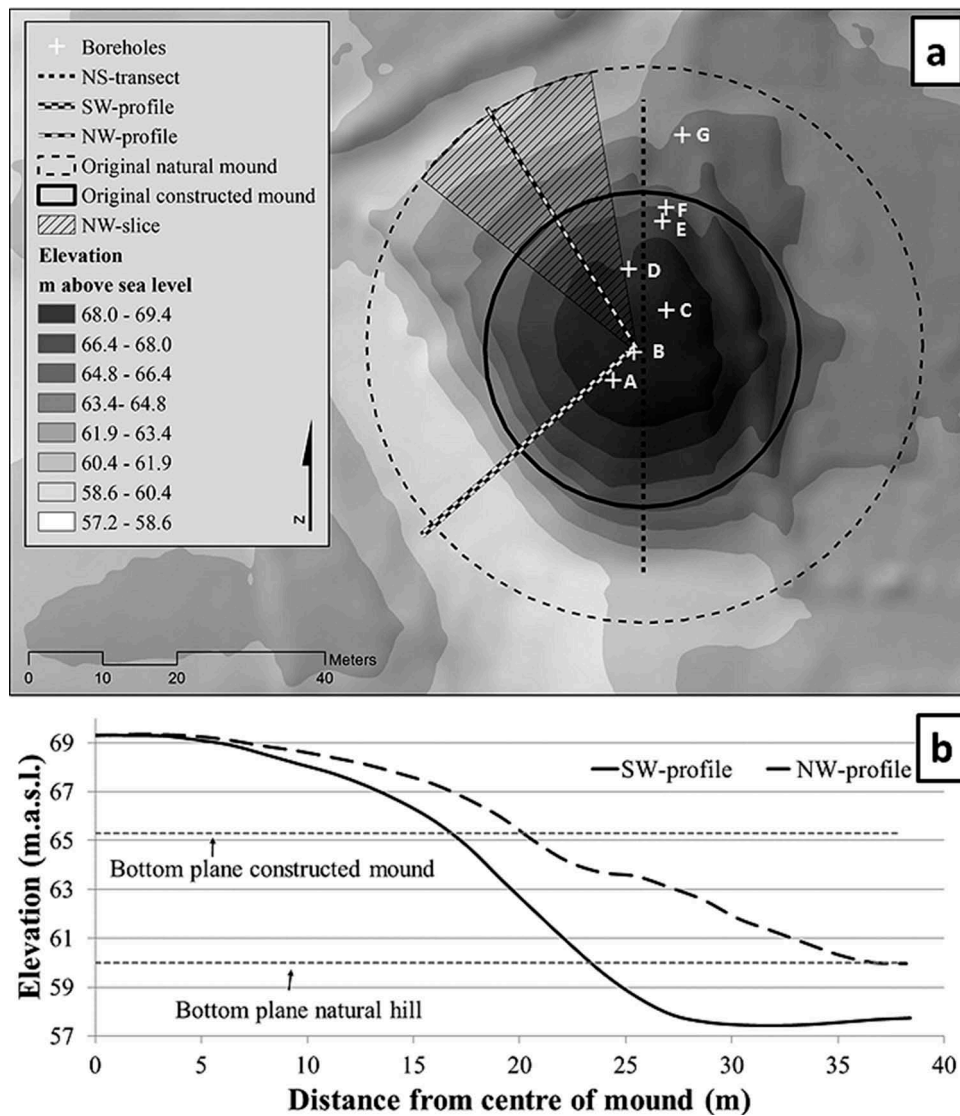 a
Boreholes
NS-transect
SW-profile
NW-profile
Original natural mound
Original constructed mound
NW-slice
Elevation
m above sea level
68.0 - 69.4
66.4 - 68.0
64.8 - 66.4
63.4 - 64.8
61.9 - 63.4
60.4 - 61.9
58.6 - 60.4
57.2 - 58.6
N
G
F
E
D
C
B
A
Meters
0 10 20 40
b
69
67
65
63
61
59
57
Elevation (m.a.s.l.)
SW-profile NW-profile
Bottom plane constructed mound
Bottom plane natural hill
0 5 10 15 20 25 30 35 40
Distance from centre of mound (m)